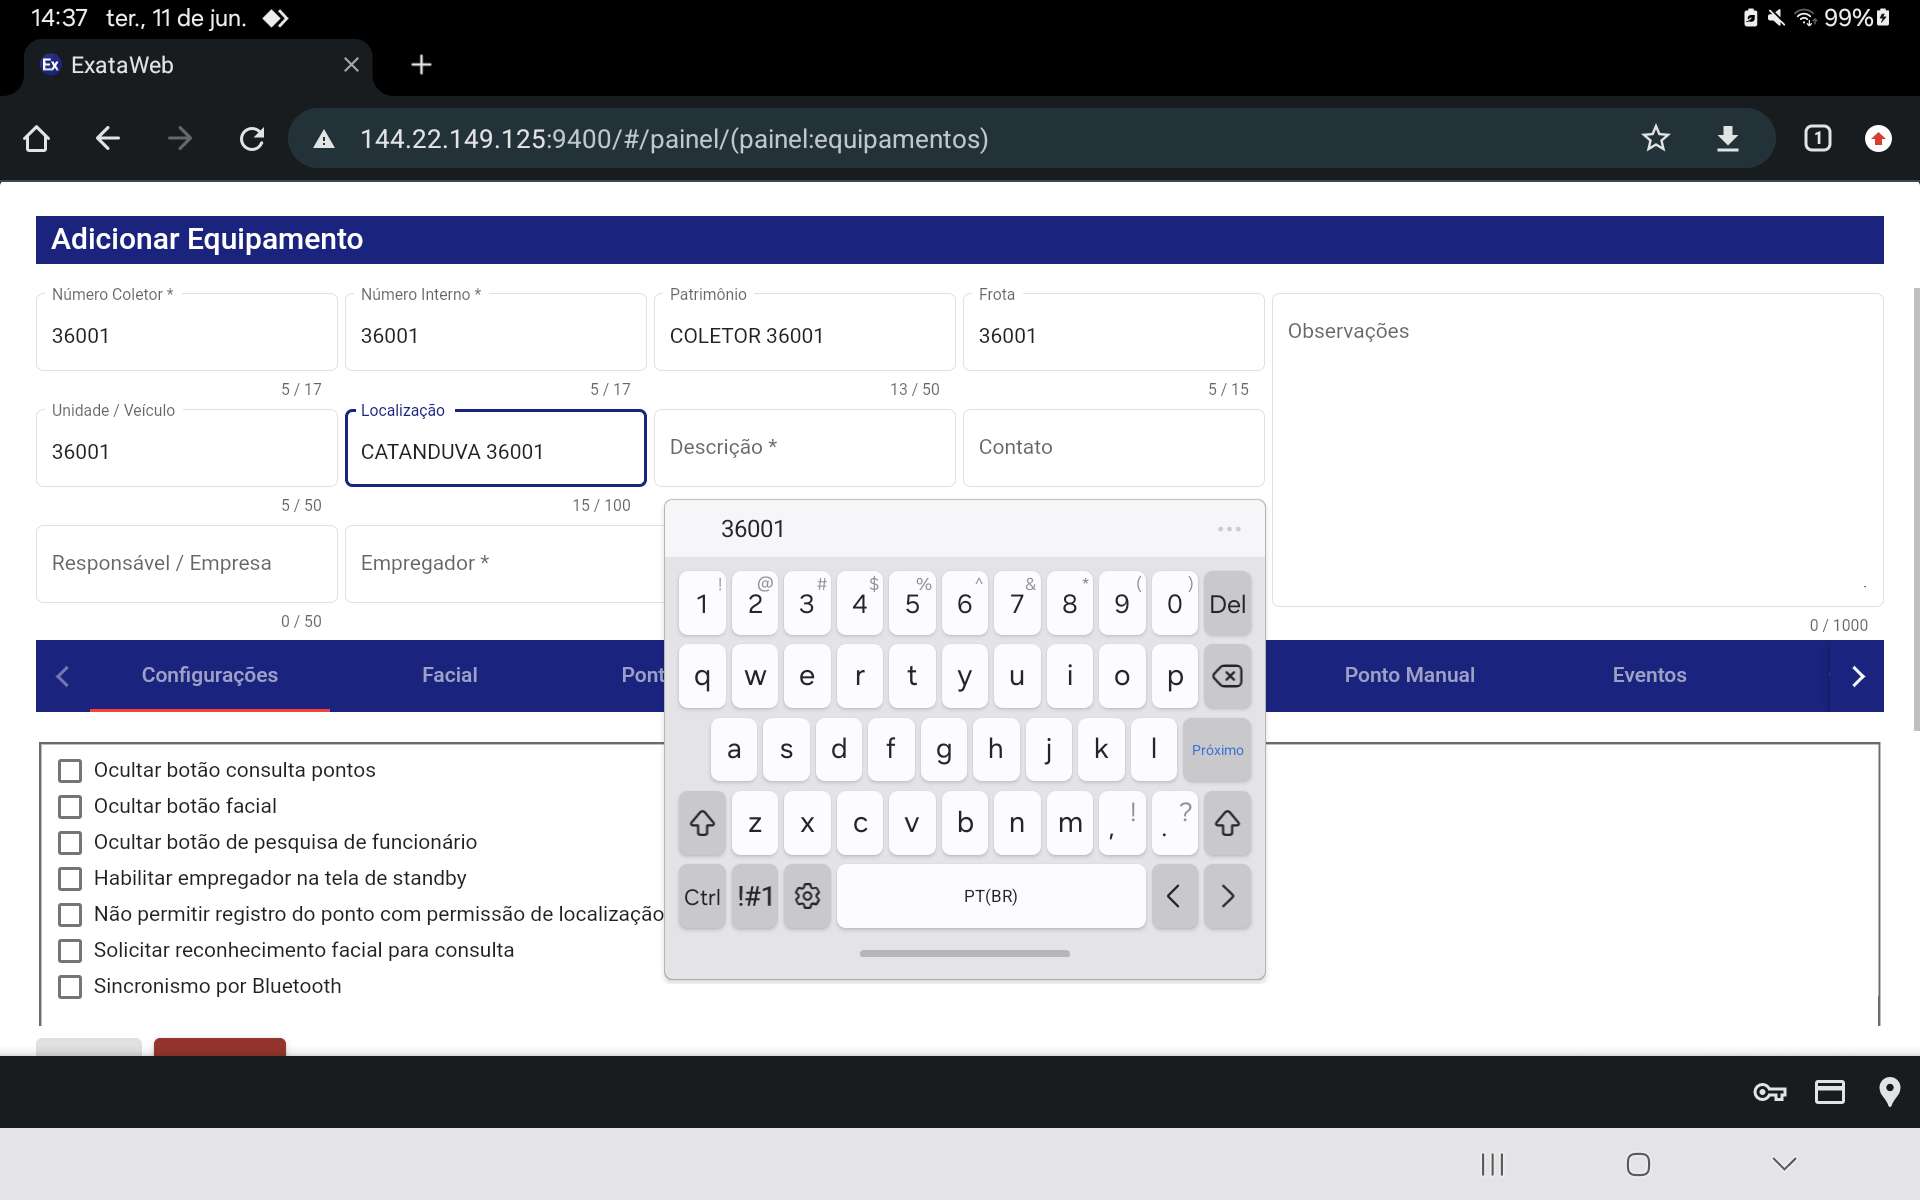 14:37 ter., 11 de jun. 99%
Ex ExataWeb
144.22.149.125:9400/#/painel/(painel:equipamentos) 1
Adicionar Equipamento
Número Coletor * Número Interno * Patrimônio Frota
36001 36001 COLETOR 36001 36001 Observações
5 / 17 5 / 17 13 / 50 5 / 15
Unidade / Veículo Localização
36001 CATANDUVA 36001 Descrição * Contato
5 / 50 15 / 100
36001 ...
Responsável / Empresa Empregador *
0 / 50 0 / 1000
! @ # $ % ^ & * ( )
1 2 3 4 5 6 7 8 9 0 Del
Configurações Facial Pont Ponto Manual Eventos
q w e r t y u i o p
a s d f g h j k l Próximo
z x c v b n m , ! . ?
Ctrl !#1 PT(BR) < >
Ocultar botão consulta pontos
Ocultar botão facial
Ocultar botão de pesquisa de funcionário
Habilitar empregador na tela de standby
Não permitir registro do ponto com permissão de localização
Solicitar reconhecimento facial para consulta
Sincronismo por Bluetooth